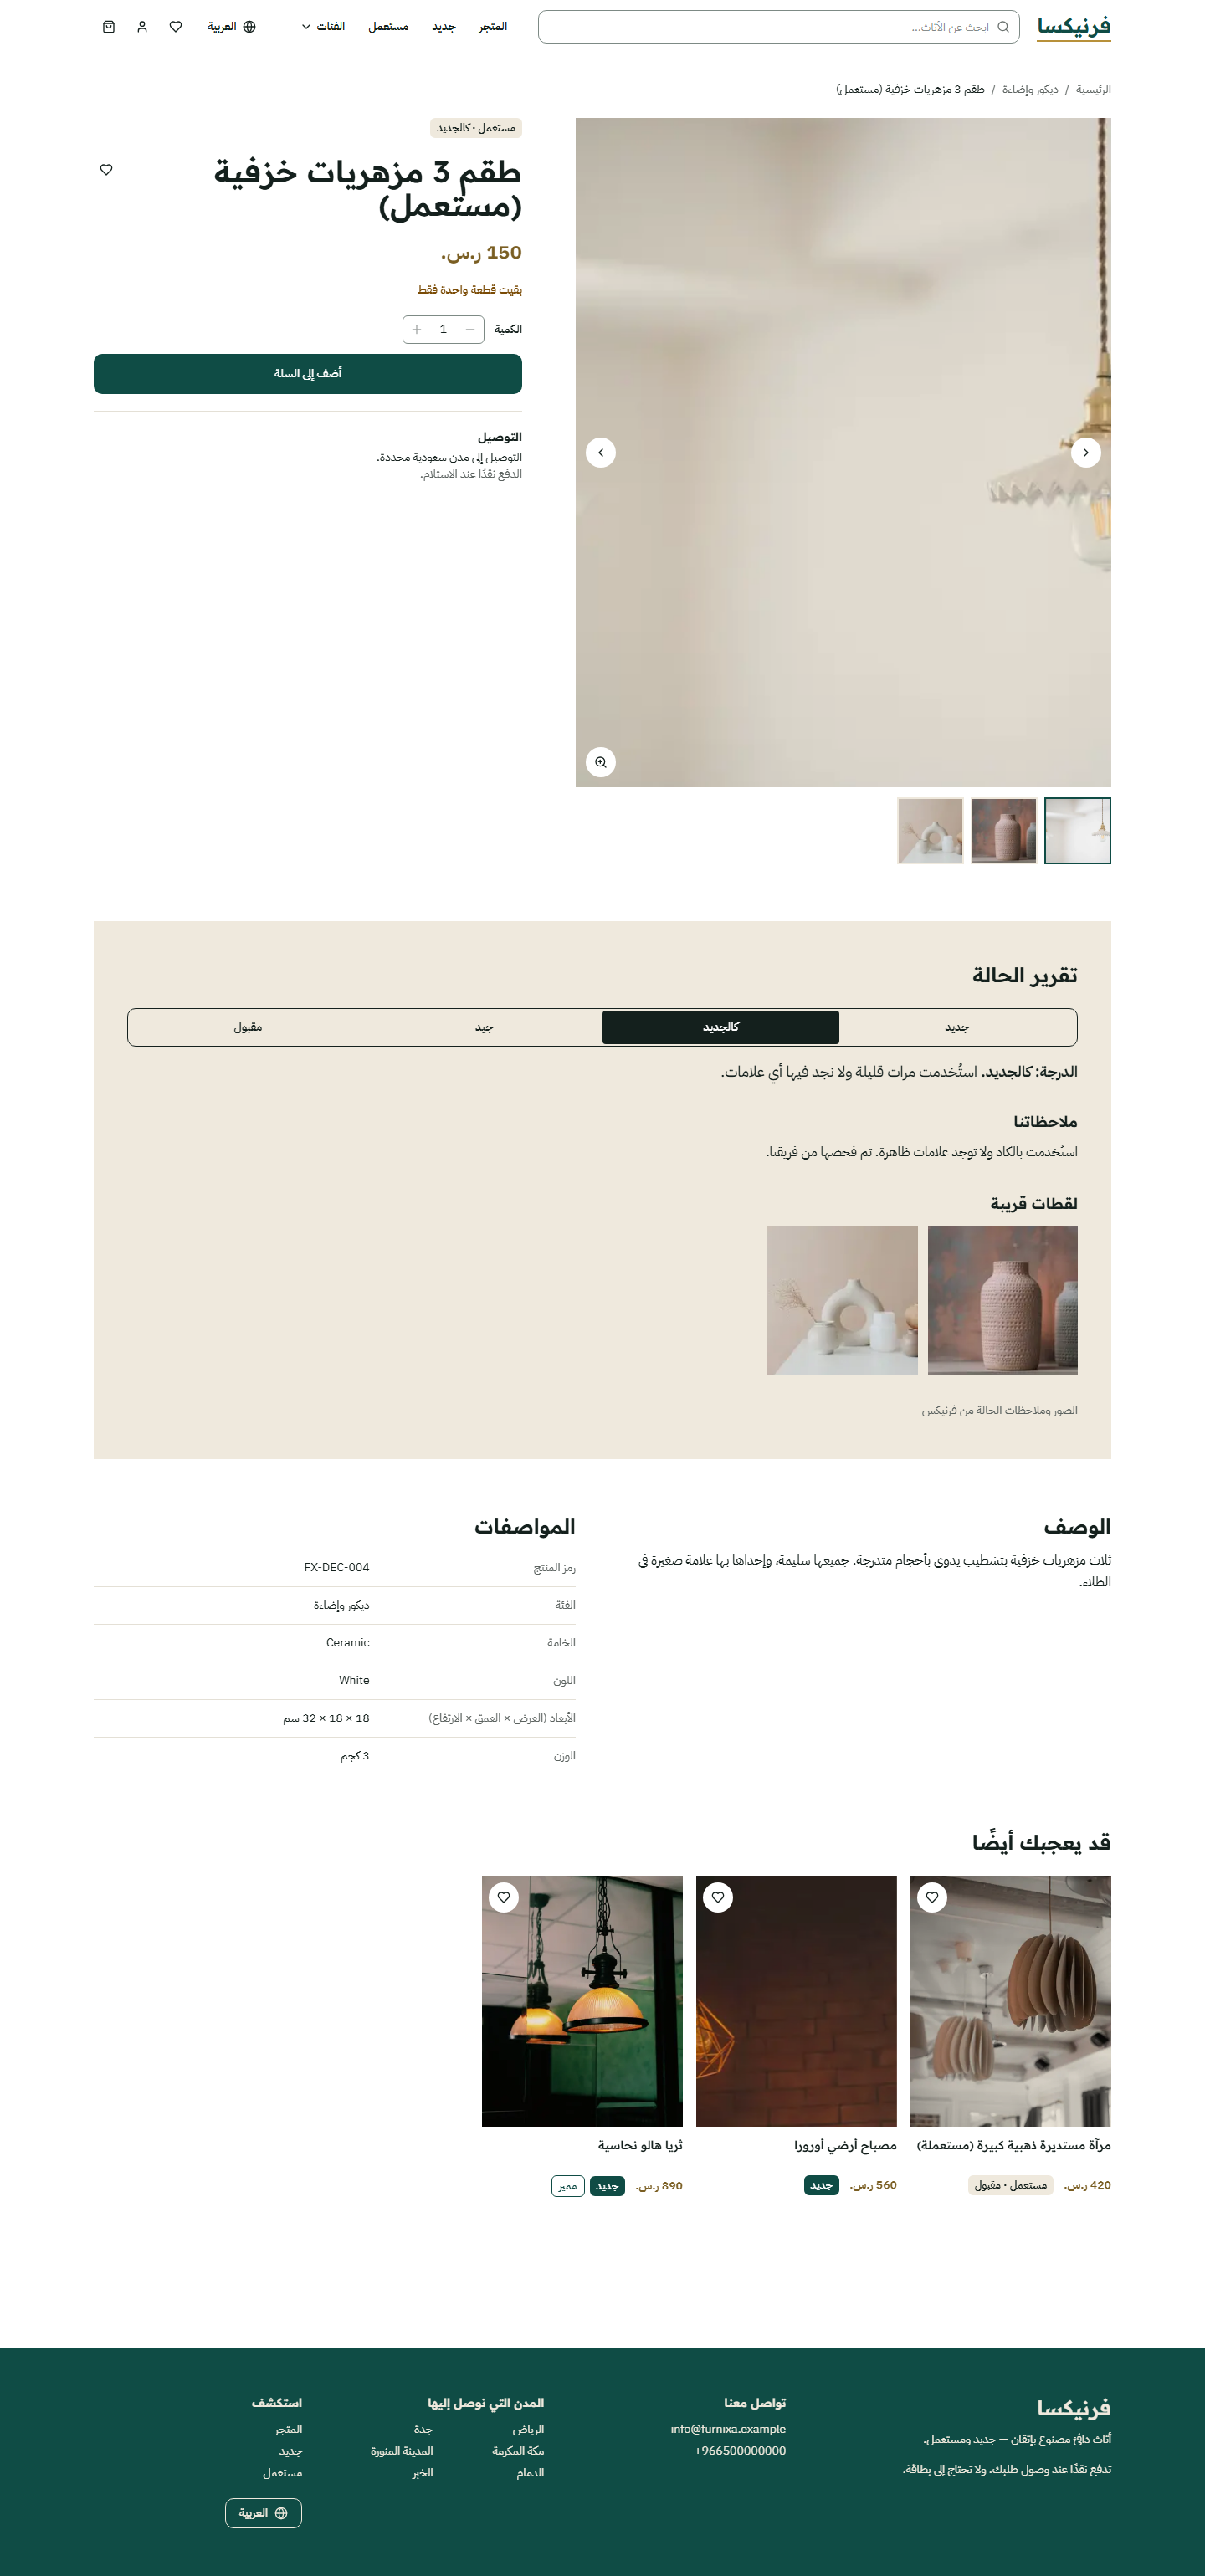 فرنيكسا
ابحث عن الأثاث...
المتجر
جديد
مستعمل
الفئات
العربية
الرئيسية / ديكور وإضاءة / طقم 3 مزهريات خزفية (مستعمل)
مستعمل · كالجديد
طقم 3 مزهريات خزفية
(مستعمل)
150 ر.س.
بقيت قطعة واحدة فقط
الكمية
− 1 +
أضف إلى السلة
التوصيل
التوصيل إلى مدن سعودية محددة.
الدفع نقدًا عند الاستلام.
تقرير الحالة
جديد
كالجديد
جيد
مقبول
الدرجة: كالجديد. استُخدمت مرات قليلة ولا نجد فيها أي علامات.
ملاحظاتنا
استُخدمت بالكاد ولا توجد علامات ظاهرة. تم فحصها من فريقنا.
لقطات قريبة
الصور وملاحظات الحالة من فرنيكس
الوصف
ثلاث مزهريات خزفية بتشطيب يدوي بأحجام متدرجة. جميعها سليمة، وإحداها بها علامة صغيرة في
الطلاء.
المواصفات
رمز المنتج FX-DEC-004
الفئة ديكور وإضاءة
الخامة Ceramic
اللون White
الأبعاد (العرض × العمق × الارتفاع) 18 × 18 × 32 سم
الوزن 3 كجم
قد يعجبك أيضًا
مرآة مستديرة ذهبية كبيرة (مستعملة)
420 ر.س. مستعمل · مقبول
مصباح أرضي أورورا
560 ر.س. جديد
ثريا هالو نحاسية
890 ر.س. جديد مميز
فرنيكسا
أثاث دافئ مصنوع بإتقان — جديد ومستعمل.
تدفع نقدًا عند وصول طلبك، ولا تحتاج إلى بطاقة.
تواصل معنا
info@furnixa.example
+966500000000
المدن التي نوصل إليها
الرياض
جدة
مكة المكرمة
المدينة المنورة
الدمام
الخبر
استكشف
المتجر
جديد
مستعمل
العربية